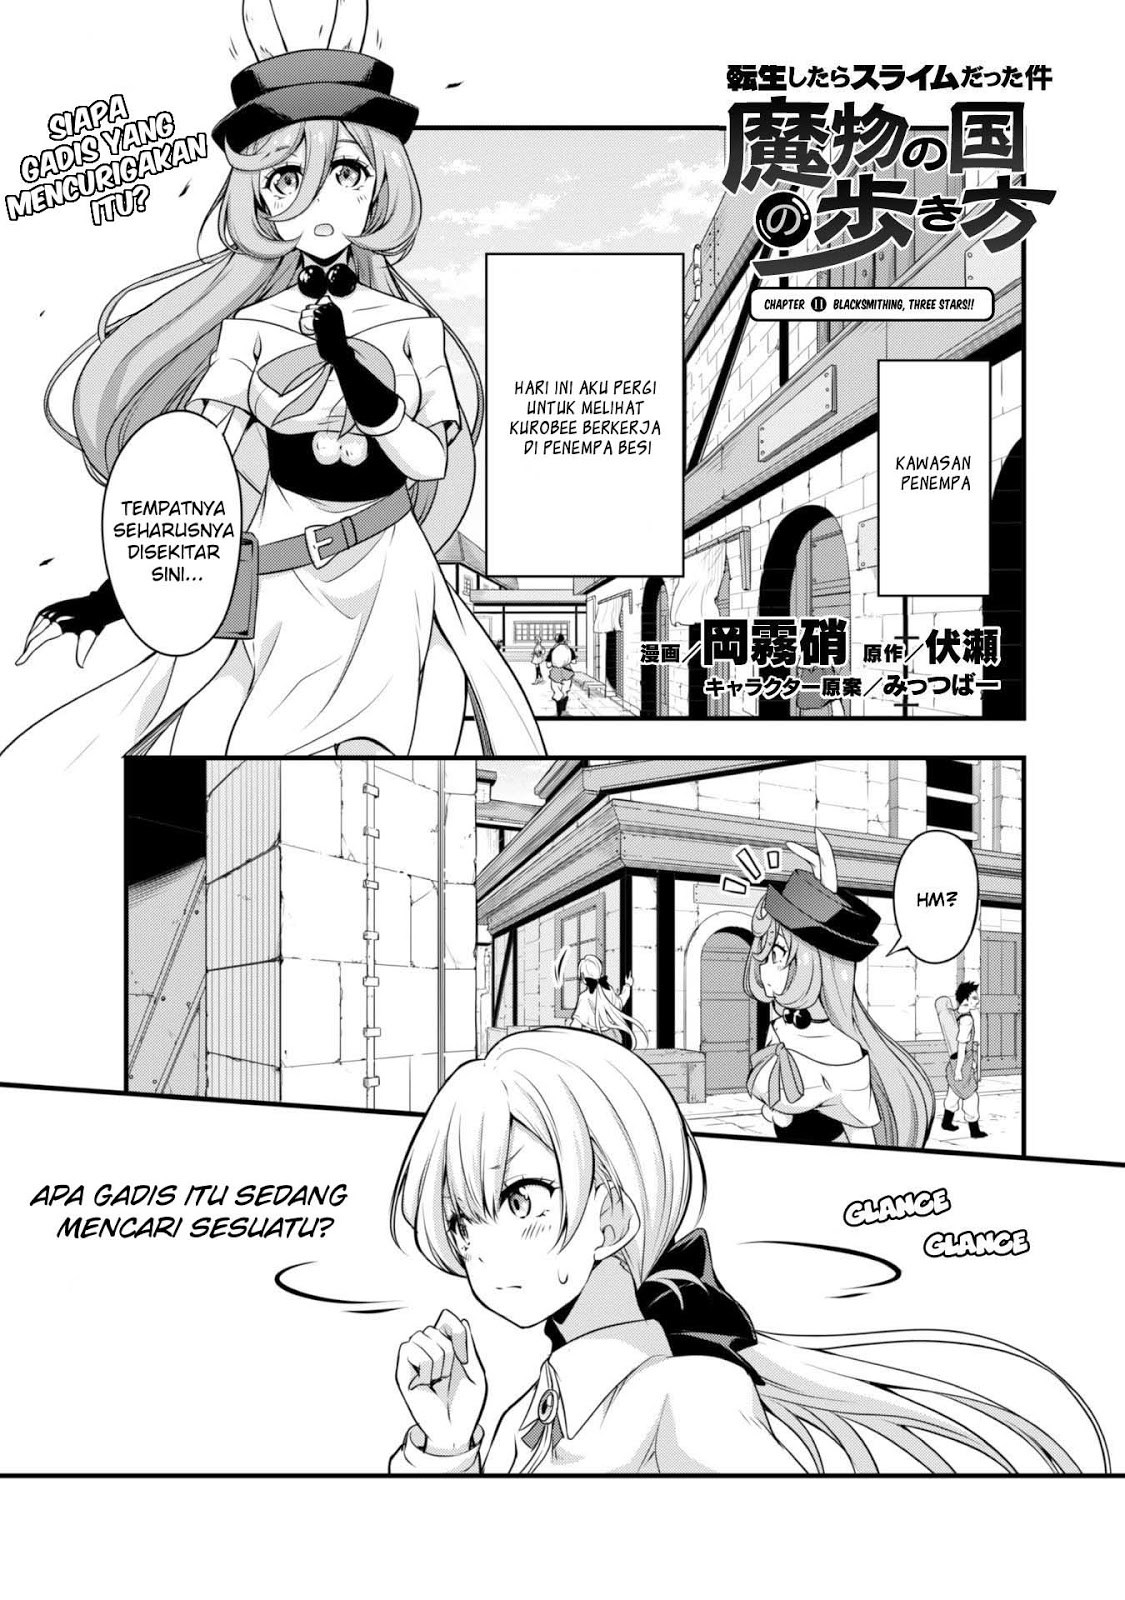 転生したらスライムだった件
魔物の国
の歩き方
CHAPTER 11 BLACKSMITHING, THREE STARS!!
KAWASAN
PENEMPA
HARI INI AKU PERGI
UNTUK MELIHAT
KUROBEE BERKERJA
DI PENEMPA BESI
SIAPA
GADIS YANG
MENCURIGAKAN
ITU?
TEMPATNYA
SEHARUSNYA
DISEKITAR
SINI...
漫画／岡霧硝 原作／伏瀬
キャラクター原案／みっつばー
HM?
APA GADIS ITU SEDANG
MENCARI SESUATU?
GLANCE
GLANCE